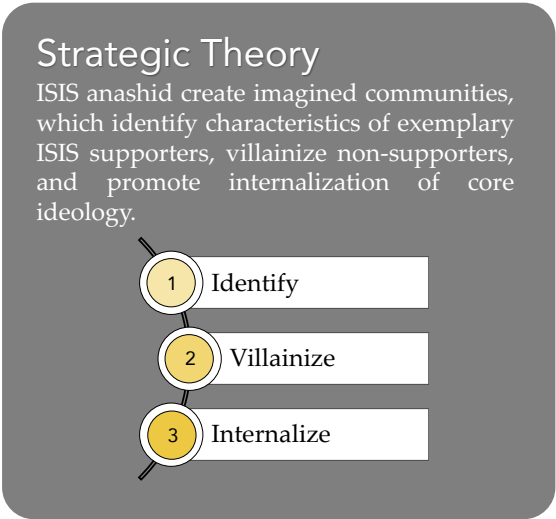 Strategic Theory
ISIS anashid create imagined communities,
which identify characteristics of exemplary
ISIS supporters, villainize non-supporters,
and promote internalization of core
ideology.
1 Identify
2 Villainize
3 Internalize